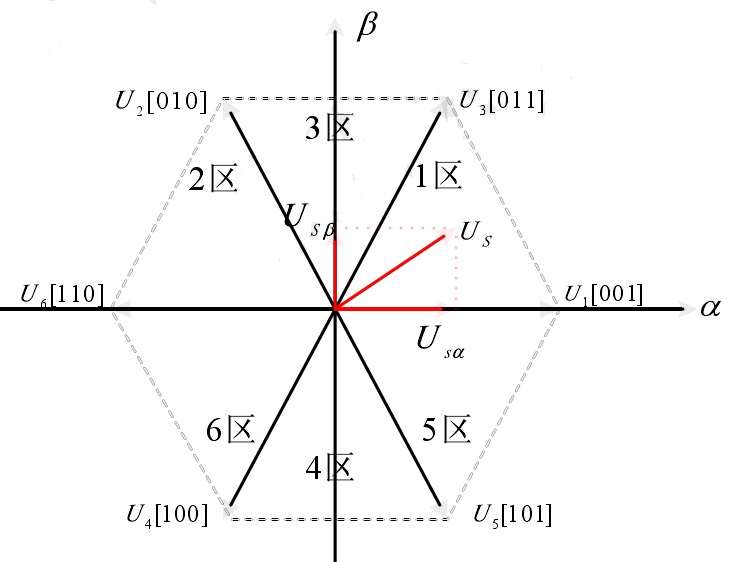 β
U2[010]
U3[011]
3区
2区
1区
USβ
US
U6[110]
U1[001]
α
Usα
6区
5区
4区
U4[100]
U5[101]